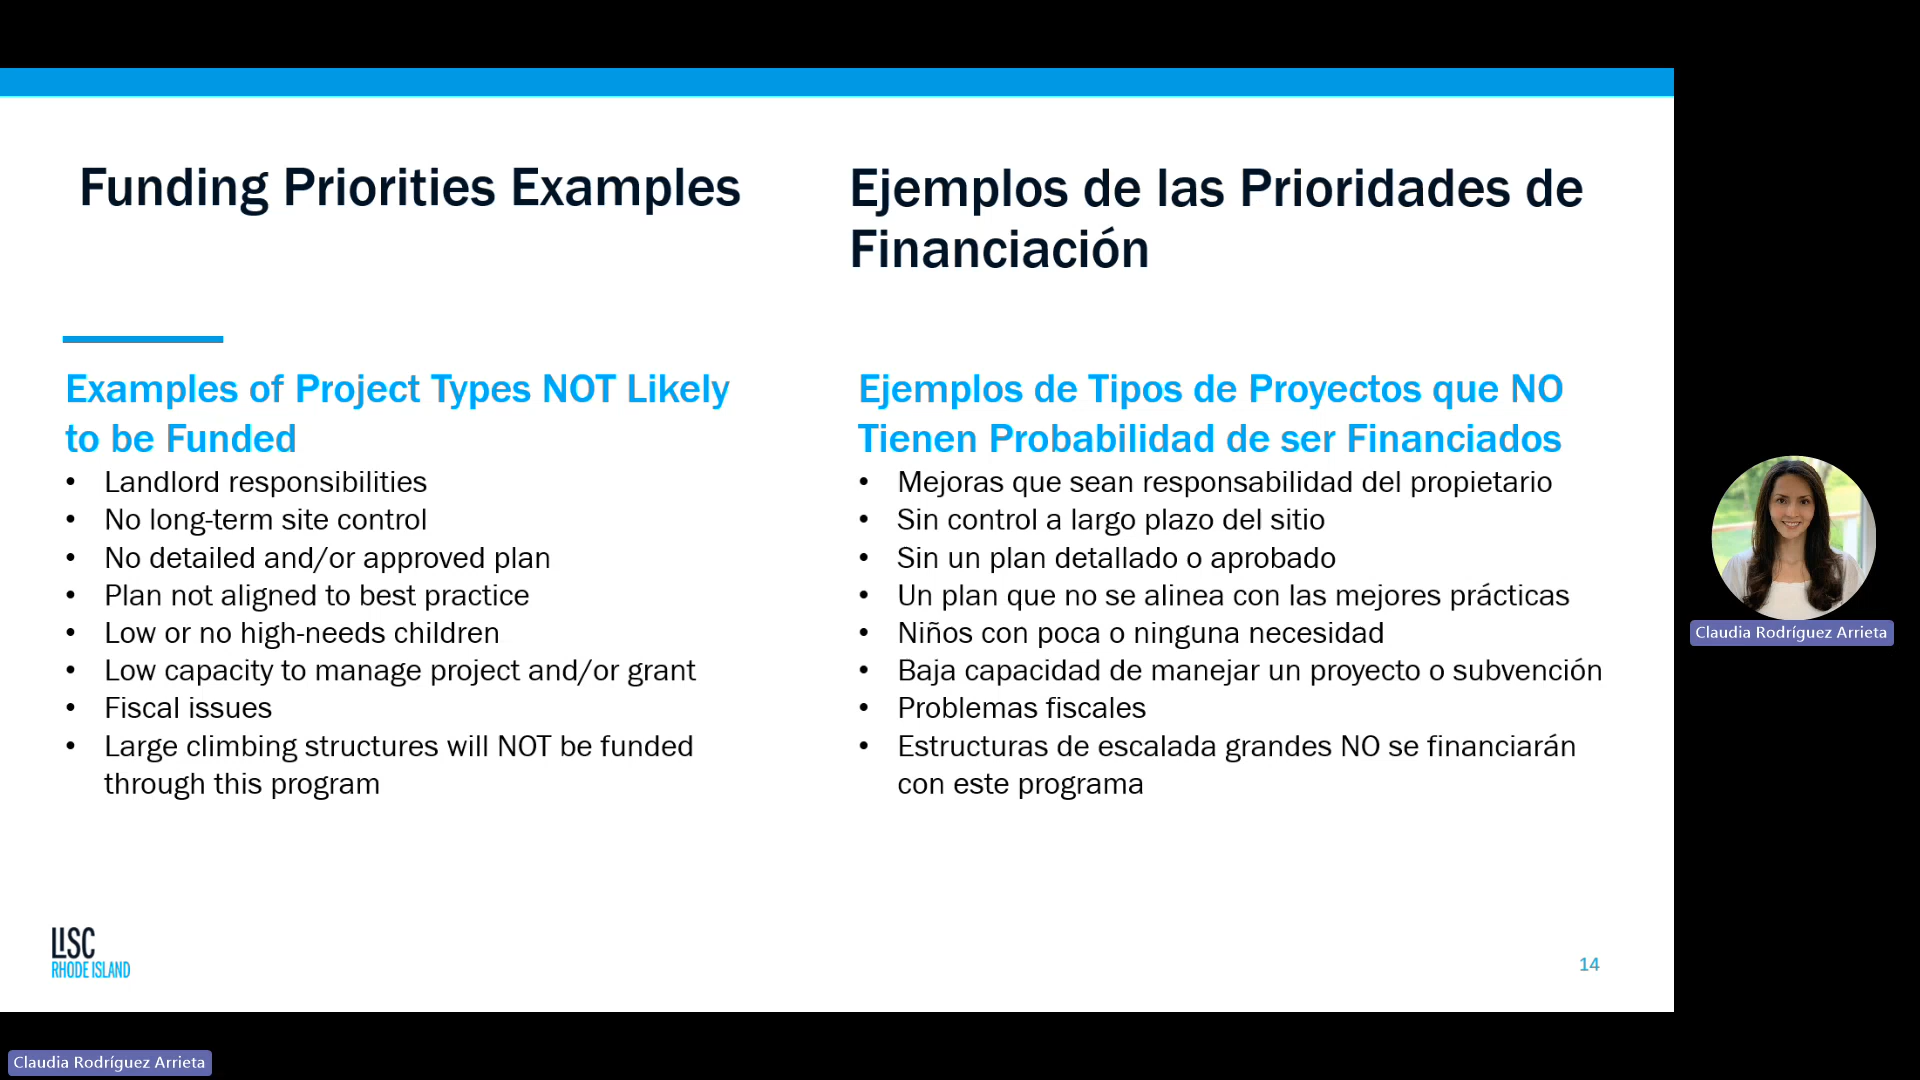 Funding Priorities Examples
Ejemplos de las Prioridades de
Financiación
Examples of Project Types NOT Likely
to be Funded
• Landlord responsibilities
• No long-term site control
• No detailed and/or approved plan
• Plan not aligned to best practice
• Low or no high-needs children
• Low capacity to manage project and/or grant
• Fiscal issues
• Large climbing structures will NOT be funded
through this program
Ejemplos de Tipos de Proyectos que NO
Tienen Probabilidad de ser Financiados
• Mejoras que sean responsabilidad del propietario
• Sin control a largo plazo del sitio
• Sin un plan detallado o aprobado
• Un plan que no se alinea con las mejores prácticas
• Niños con poca o ninguna necesidad
• Baja capacidad de manejar un proyecto o subvención
• Problemas fiscales
• Estructuras de escalada grandes NO se financiarán
con este programa
LISC
RHODE ISLAND
14
Claudia Rodríguez Arrieta
Claudia Rodríguez Arrieta